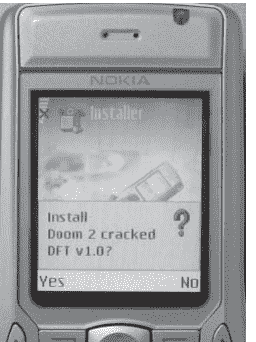 NOKIA
Installer
Install
Doom 2 cracked
DFT v1.0?
Yes No